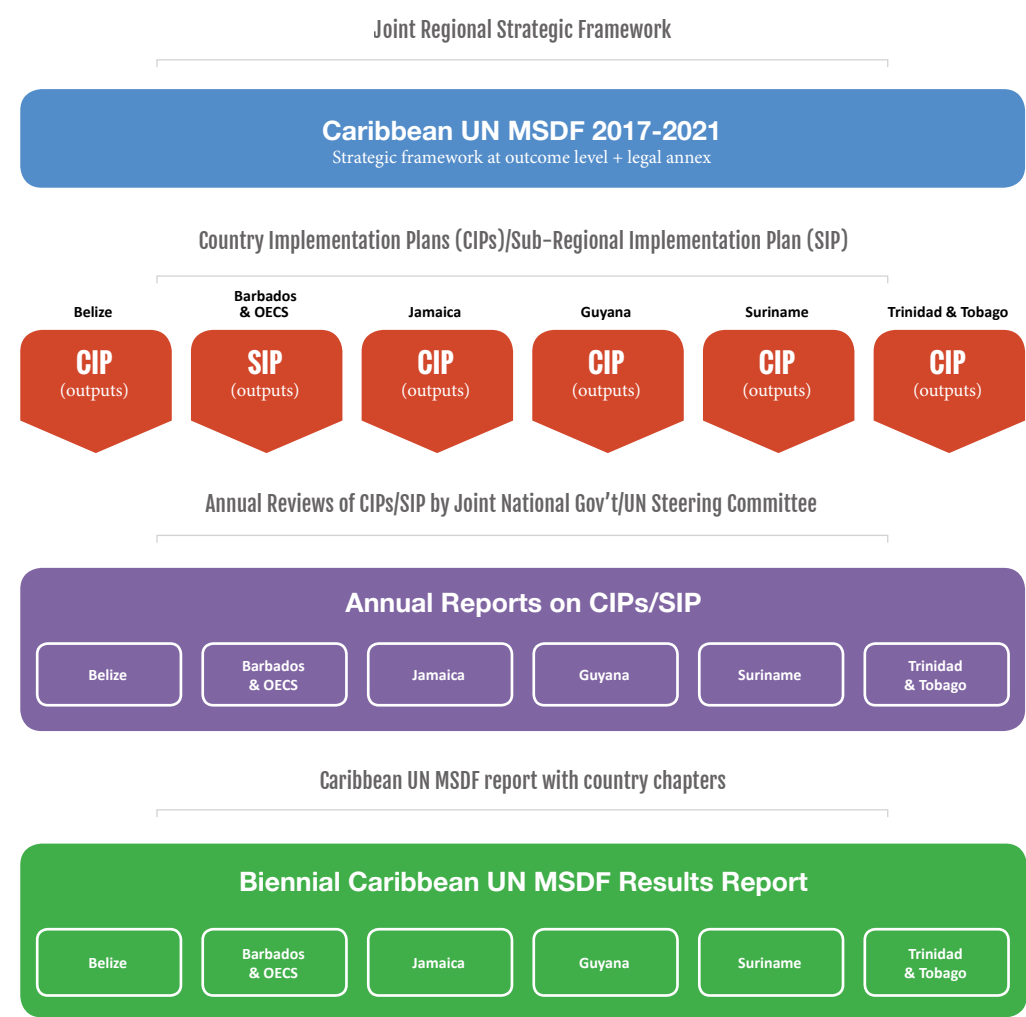 Joint Regional Strategic Framework
Caribbean UN MSDF 2017-2021
Strategic framework at outcome level + legal annex
Country Implementation Plans (CIPs)/Sub-Regional Implementation Plan (SIP)
Belize
Barbados
& OECS
Jamaica
Guyana
Suriname
Trinidad & Tobago
CIP
(outputs)
SIP
(outputs)
CIP
(outputs)
CIP
(outputs)
CIP
(outputs)
CIP
(outputs)
Annual Reviews of CIPs/SIP by Joint National Gov’t/UN Steering Committee
Annual Reports on CIPs/SIP
Belize
Barbados
& OECS
Jamaica
Guyana
Suriname
Trinidad
& Tobago
Caribbean UN MSDF report with country chapters
Biennial Caribbean UN MSDF Results Report
Belize
Barbados
& OECS
Jamaica
Guyana
Suriname
Trinidad
& Tobago